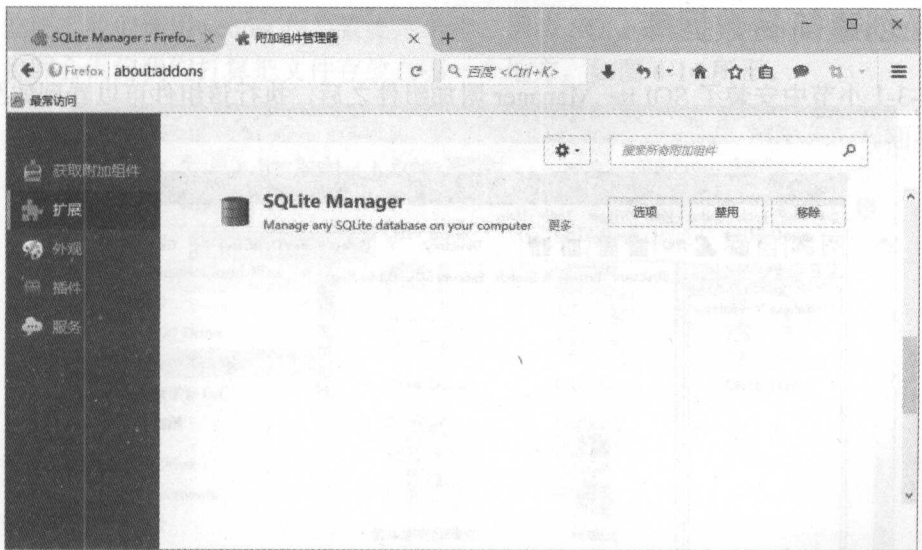 SQLite Manager :: Firefo... ×
附加组件管理器 × +
Firefox about:addons
百度 <Ctrl+K>
最常访问
搜索所有附加组件
获取附加组件
扩展
外观
插件
服务
SQLite Manager
Manage any SQLite database on your computer 更多
选项 禁用 移除